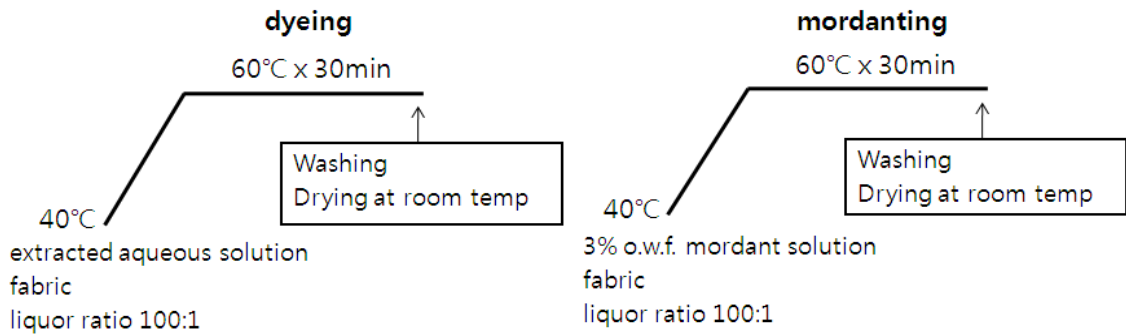 dyeing
60℃ x 30min
Washing
Drying at room temp
40℃
extracted aqueous solution
fabric
liquor ratio 100:1
mordanting
60℃ x 30min
Washing
Drying at room temp
40℃
3% o.w.f. mordant solution
fabric
liquor ratio 100:1